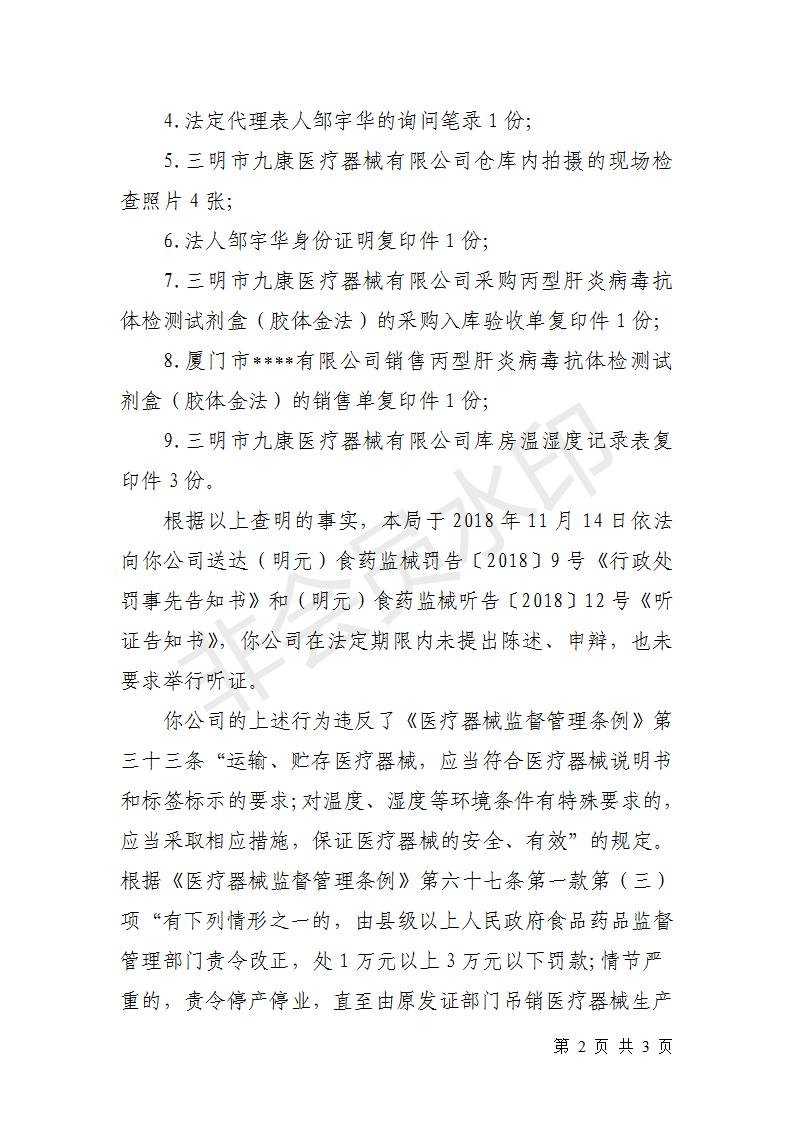 4.法定代理表人邹宇华的询问笔录1份;
5.三明市九康医疗器械有限公司仓库内拍摄的现场检
查照片4张;
6.法人邹宇华身份证明复印件1份;
7.三明市九康医疗器械有限公司采购丙型肝炎病毒抗
体检测试剂盒（胶体金法）的采购入库验收单复印件1份;
8.厦门市****有限公司销售丙型肝炎病毒抗体检测试
剂盒（胶体金法）的销售单复印件1份;
9.三明市九康医疗器械有限公司库房温湿度记录表复
印件3份。
根据以上查明的事实，本局于2018年11月14日依法
向你公司送达（明元）食药监械罚告〔2018〕9号《行政处
罚事先告知书》和（明元）食药监械听告〔2018〕12号《听
证告知书》，你公司在法定期限内未提出陈述、申辩，也未
要求举行听证。
你公司的上述行为违反了《医疗器械监督管理条例》第
三十三条“运输、贮存医疗器械，应当符合医疗器械说明书
和标签标示的要求;对温度、湿度等环境条件有特殊要求的，
应当采取相应措施，保证医疗器械的安全、有效”的规定。
根据《医疗器械监督管理条例》第六十七条第一款第（三）
项“有下列情形之一的，由县级以上人民政府食品药品监督
管理部门责令改正，处1万元以上3万元以下罚款;情节严
重的，责令停产停业，直至由原发证部门吊销医疗器械生产
第 2 页 共 3 页
非会员水印